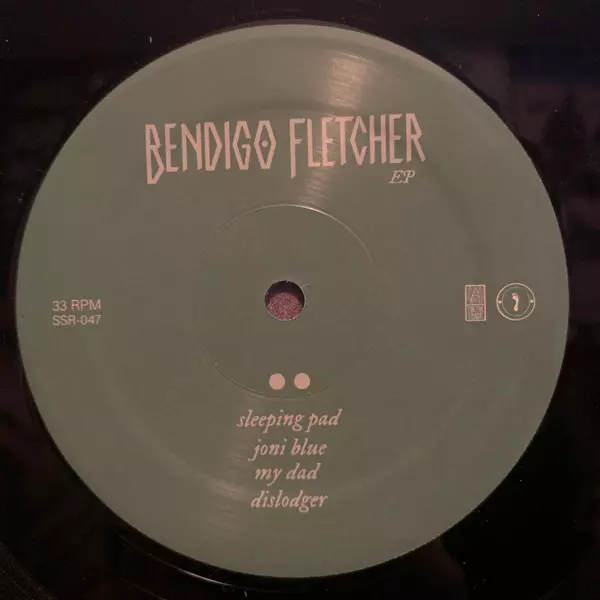 BENDIGO FLETCHER
EP
33 RPM
SSR-047
sleeping pad
joni blue
my dad
dislodger